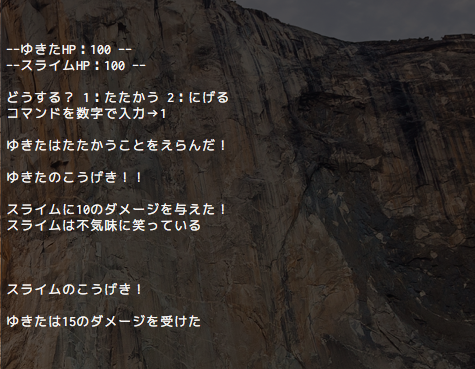 --ゆきたHP：100 --
--スライムHP：100 --
どうする？ 1：たたかう 2：にげる
コマンドを数字で入力→1
ゆきたはたたかうことをえらんだ！
ゆきたのこうげき！！
スライムに10のダメージを与えた！
スライムは不気味に笑っている
スライムのこうげき！
ゆきたは15のダメージを受けた